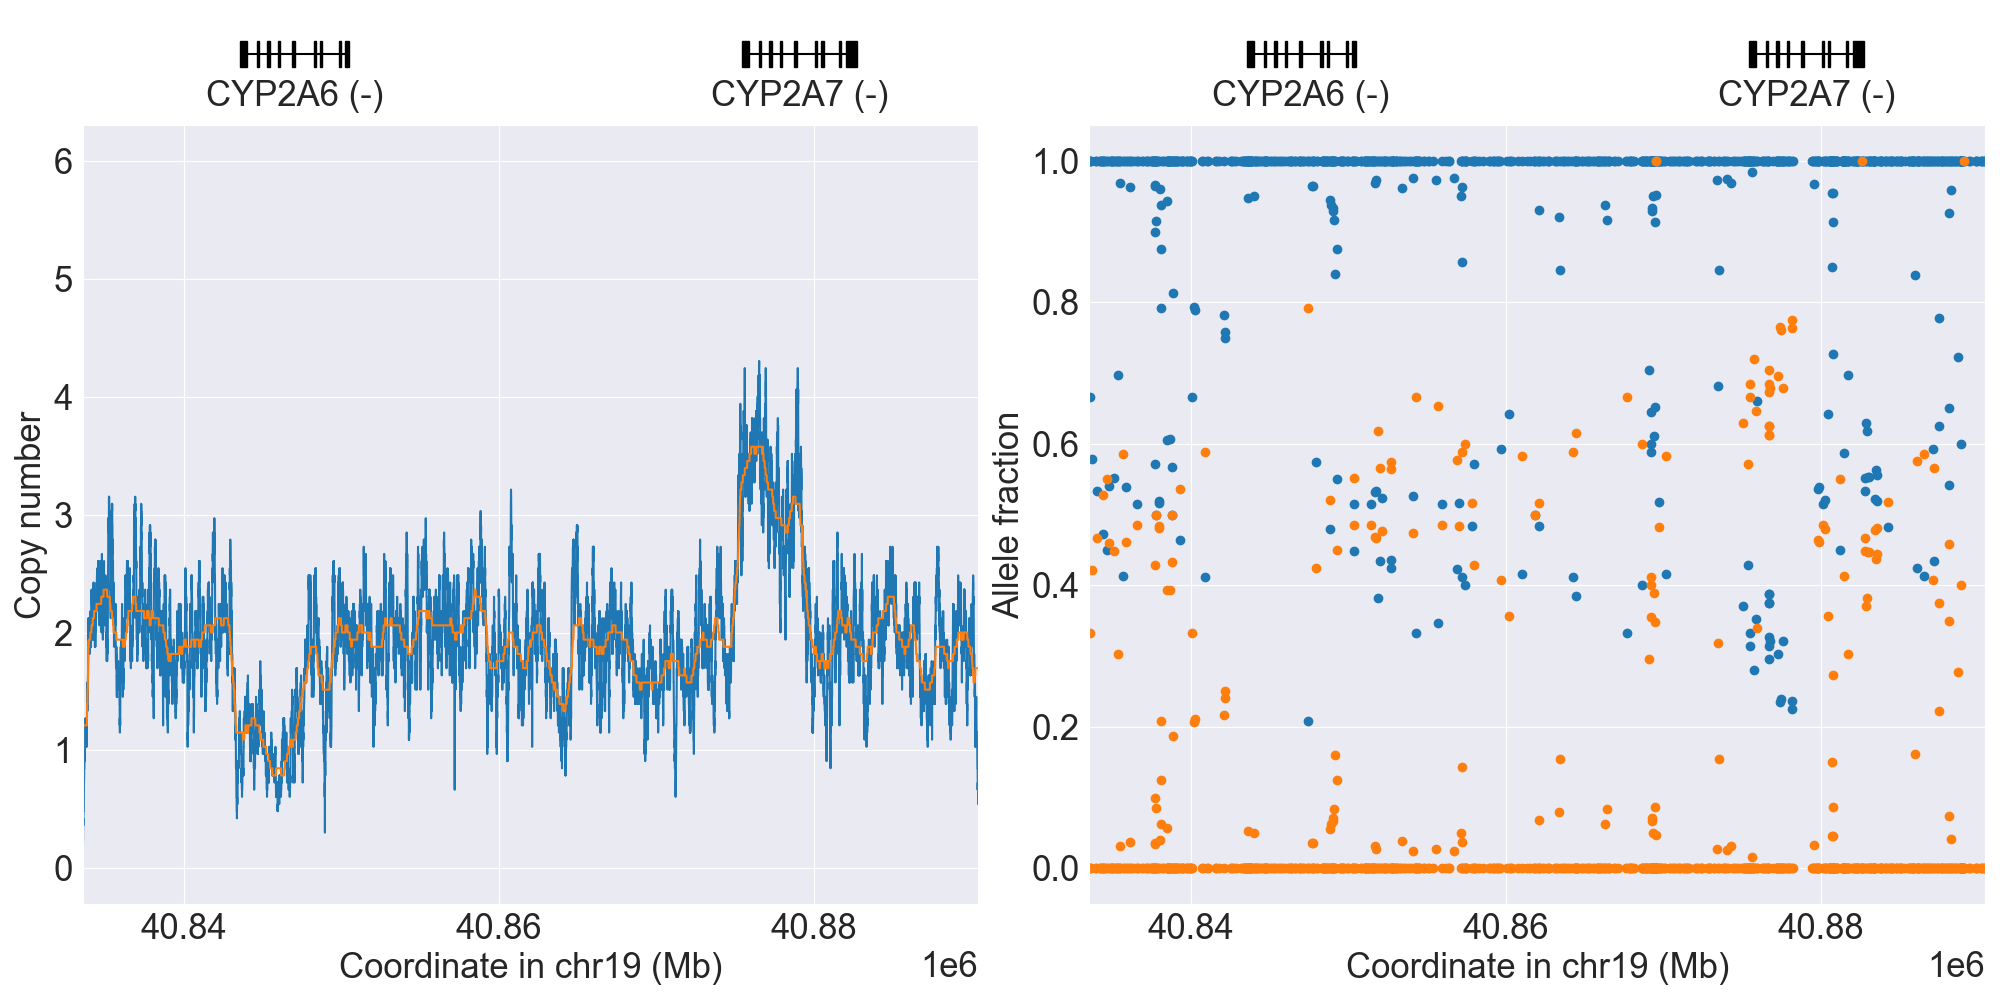 CYP2A6 (-)
CYP2A7 (-)
CYP2A6 (-)
CYP2A7 (-)
Copy number
6
5
4
3
2
1
0
40.84
40.86
40.88
Coordinate in chr19 (Mb)
1e6
Allele fraction
1.0
0.8
0.6
0.4
0.2
0.0
40.84
40.86
40.88
Coordinate in chr19 (Mb)
1e6